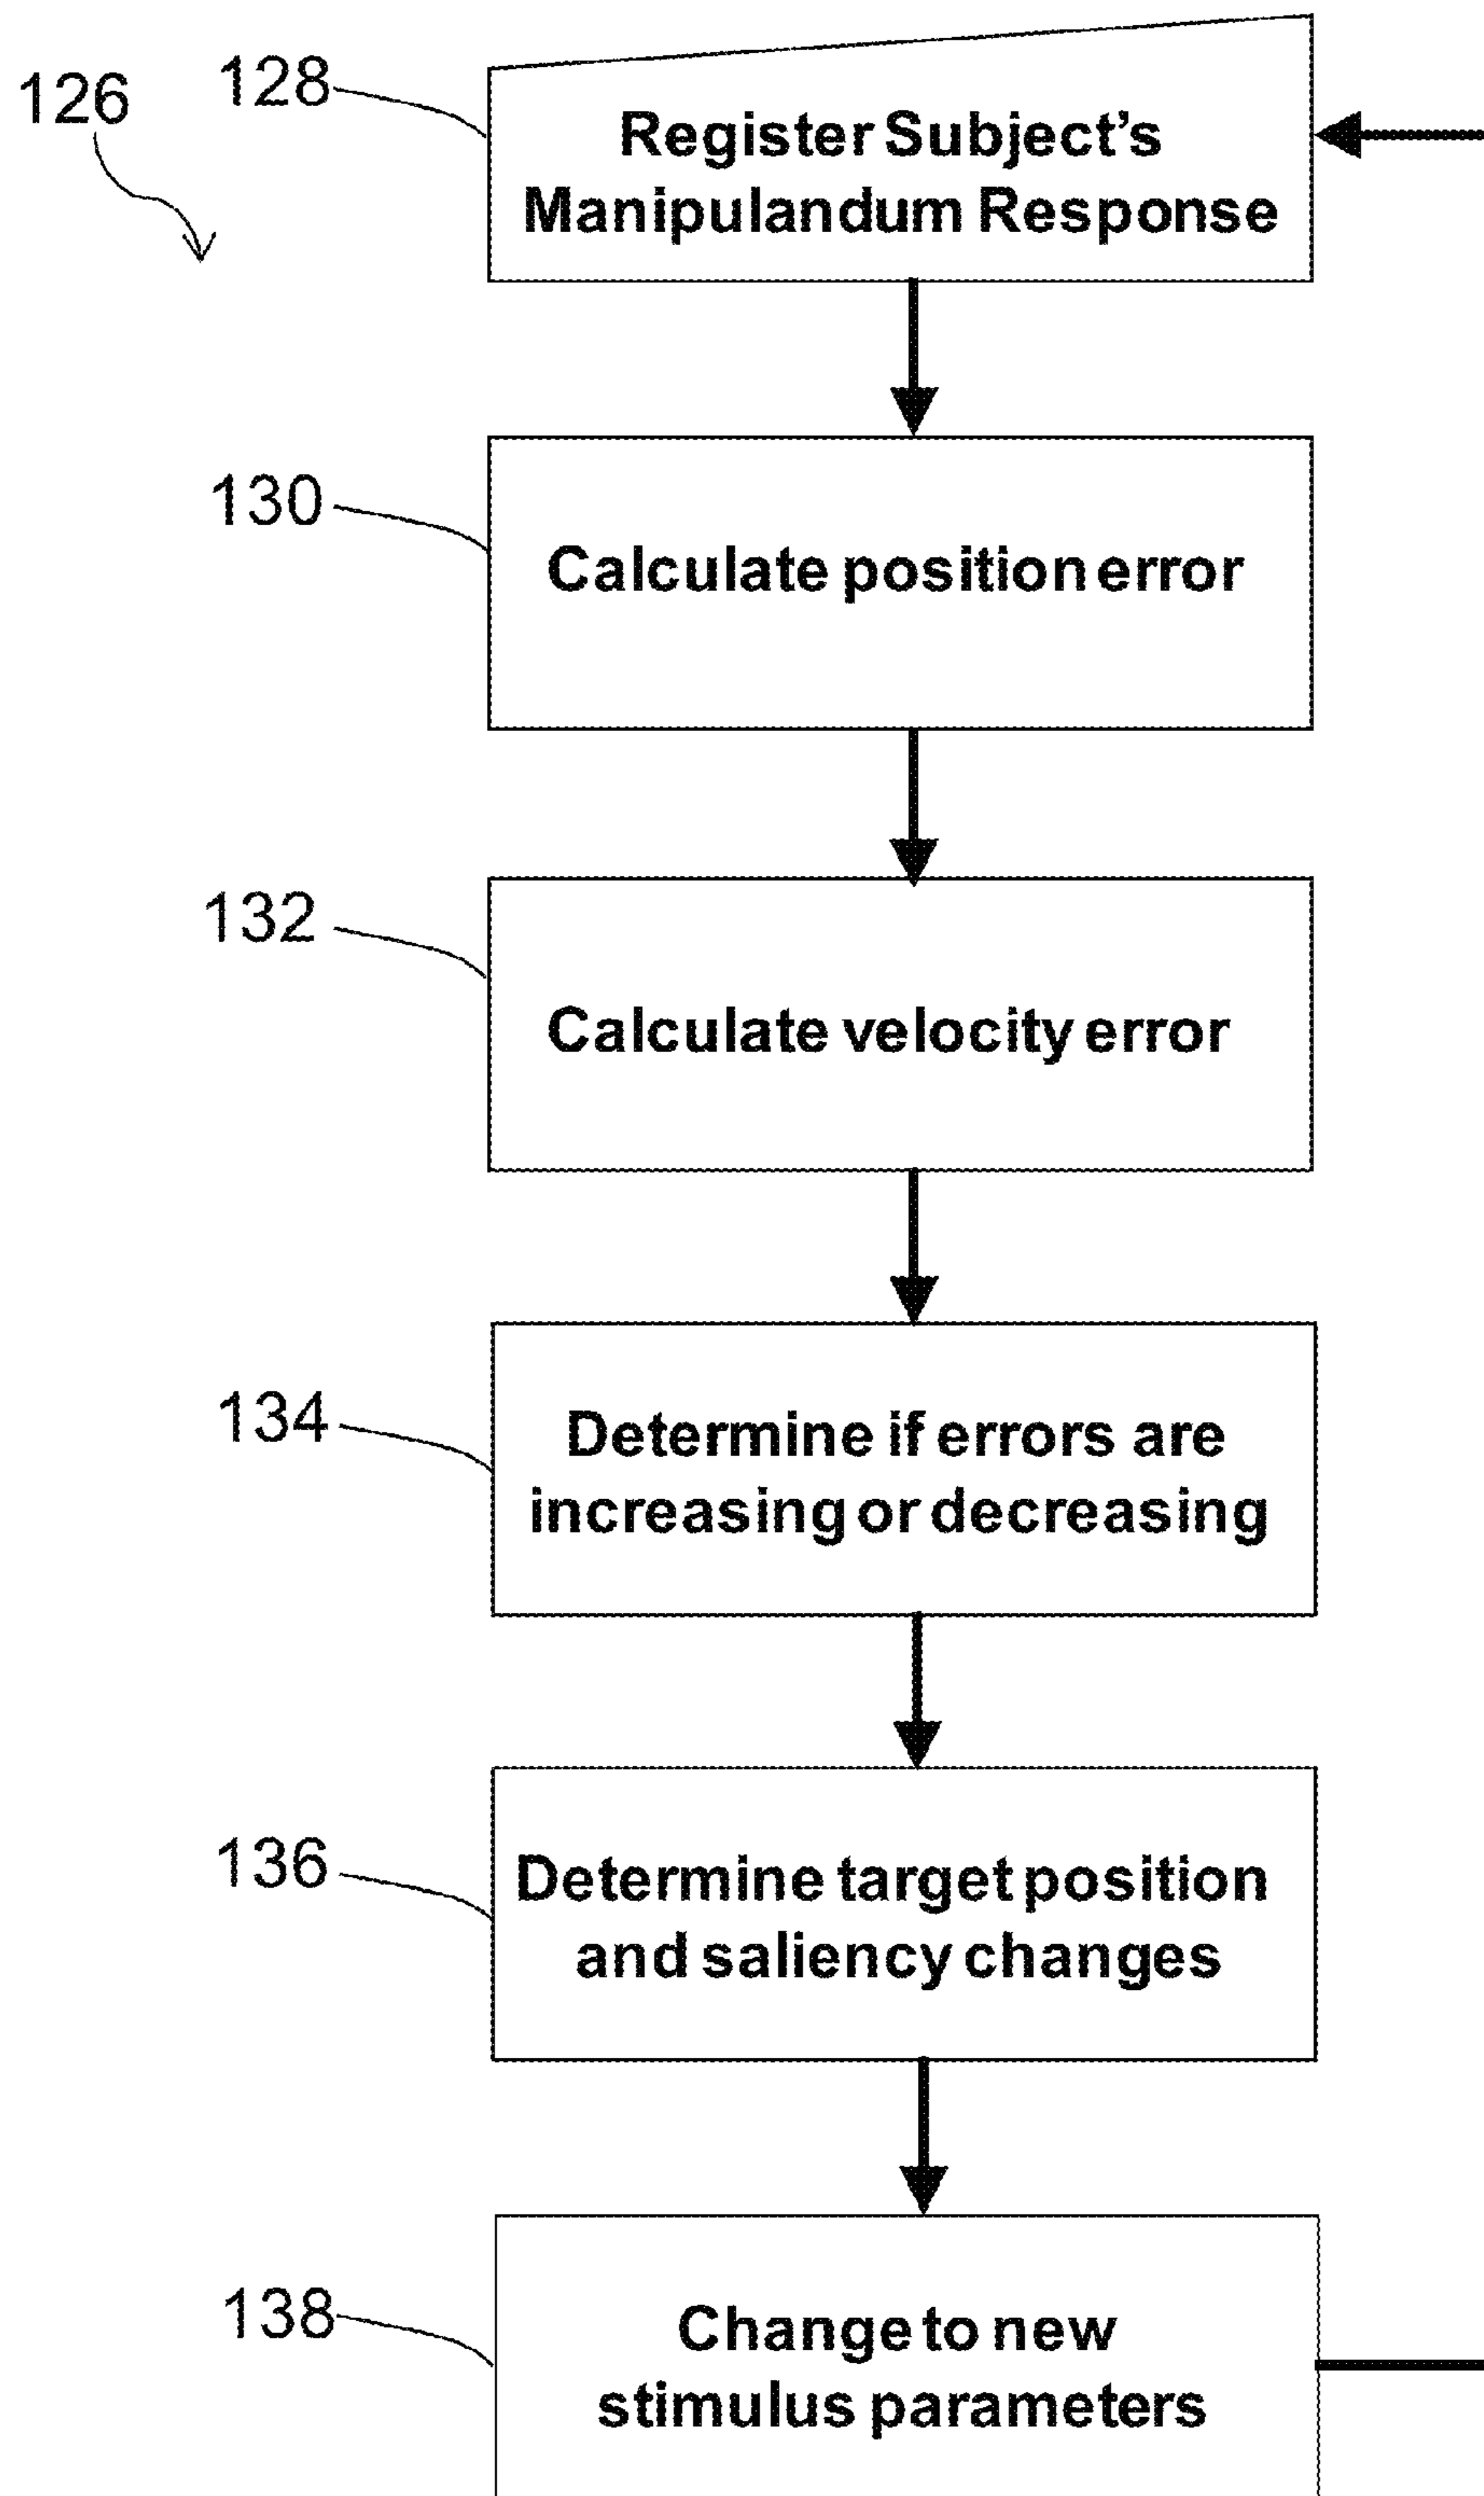 126
128
Register Subject's
Manipulandum Response
130
Calculate position error
132
Calculate velocity error
134
Determine if errors are
increasing or decreasing
136
Determine target position
and saliency changes
138
Change to new
stimulus parameters